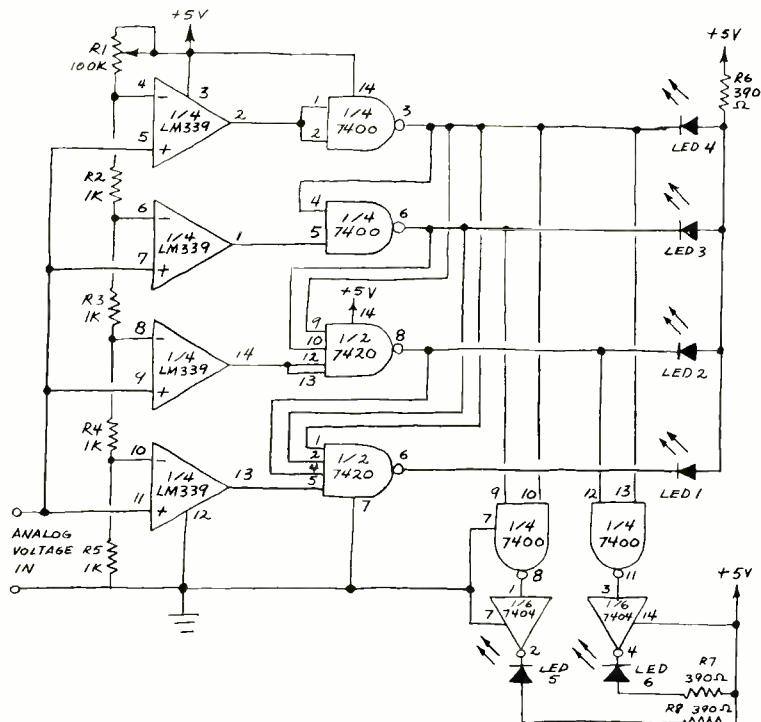 +5V
R1
100K
4
-
3
1/4
LM339
5
+
2
14
1
2
1/4
7400
3
+5V
R6
390
Ω
LED 4
R2
1K
6
-
1/4
LM339
7
+
1
4
5
1/4
7400
6
LED 3
R3
1K
8
-
1/4
LM339
9
+
14
+5V
14
9
10
12
13
1/2
7420
8
LED 2
R4
1K
10
-
1/4
LM339
11
+
13
12
1
2
4
5
1/2
7420
6
7
LED 1
ANALOG
VOLTAGE
IN
R5
1K
9
10
7
1/4
7400
8
12
13
1/4
7400
11
1
1/6
7404
7
2
LED
5
3
1/6
7404
14
4
LED
6
+5V
R7
390Ω
R8 390Ω